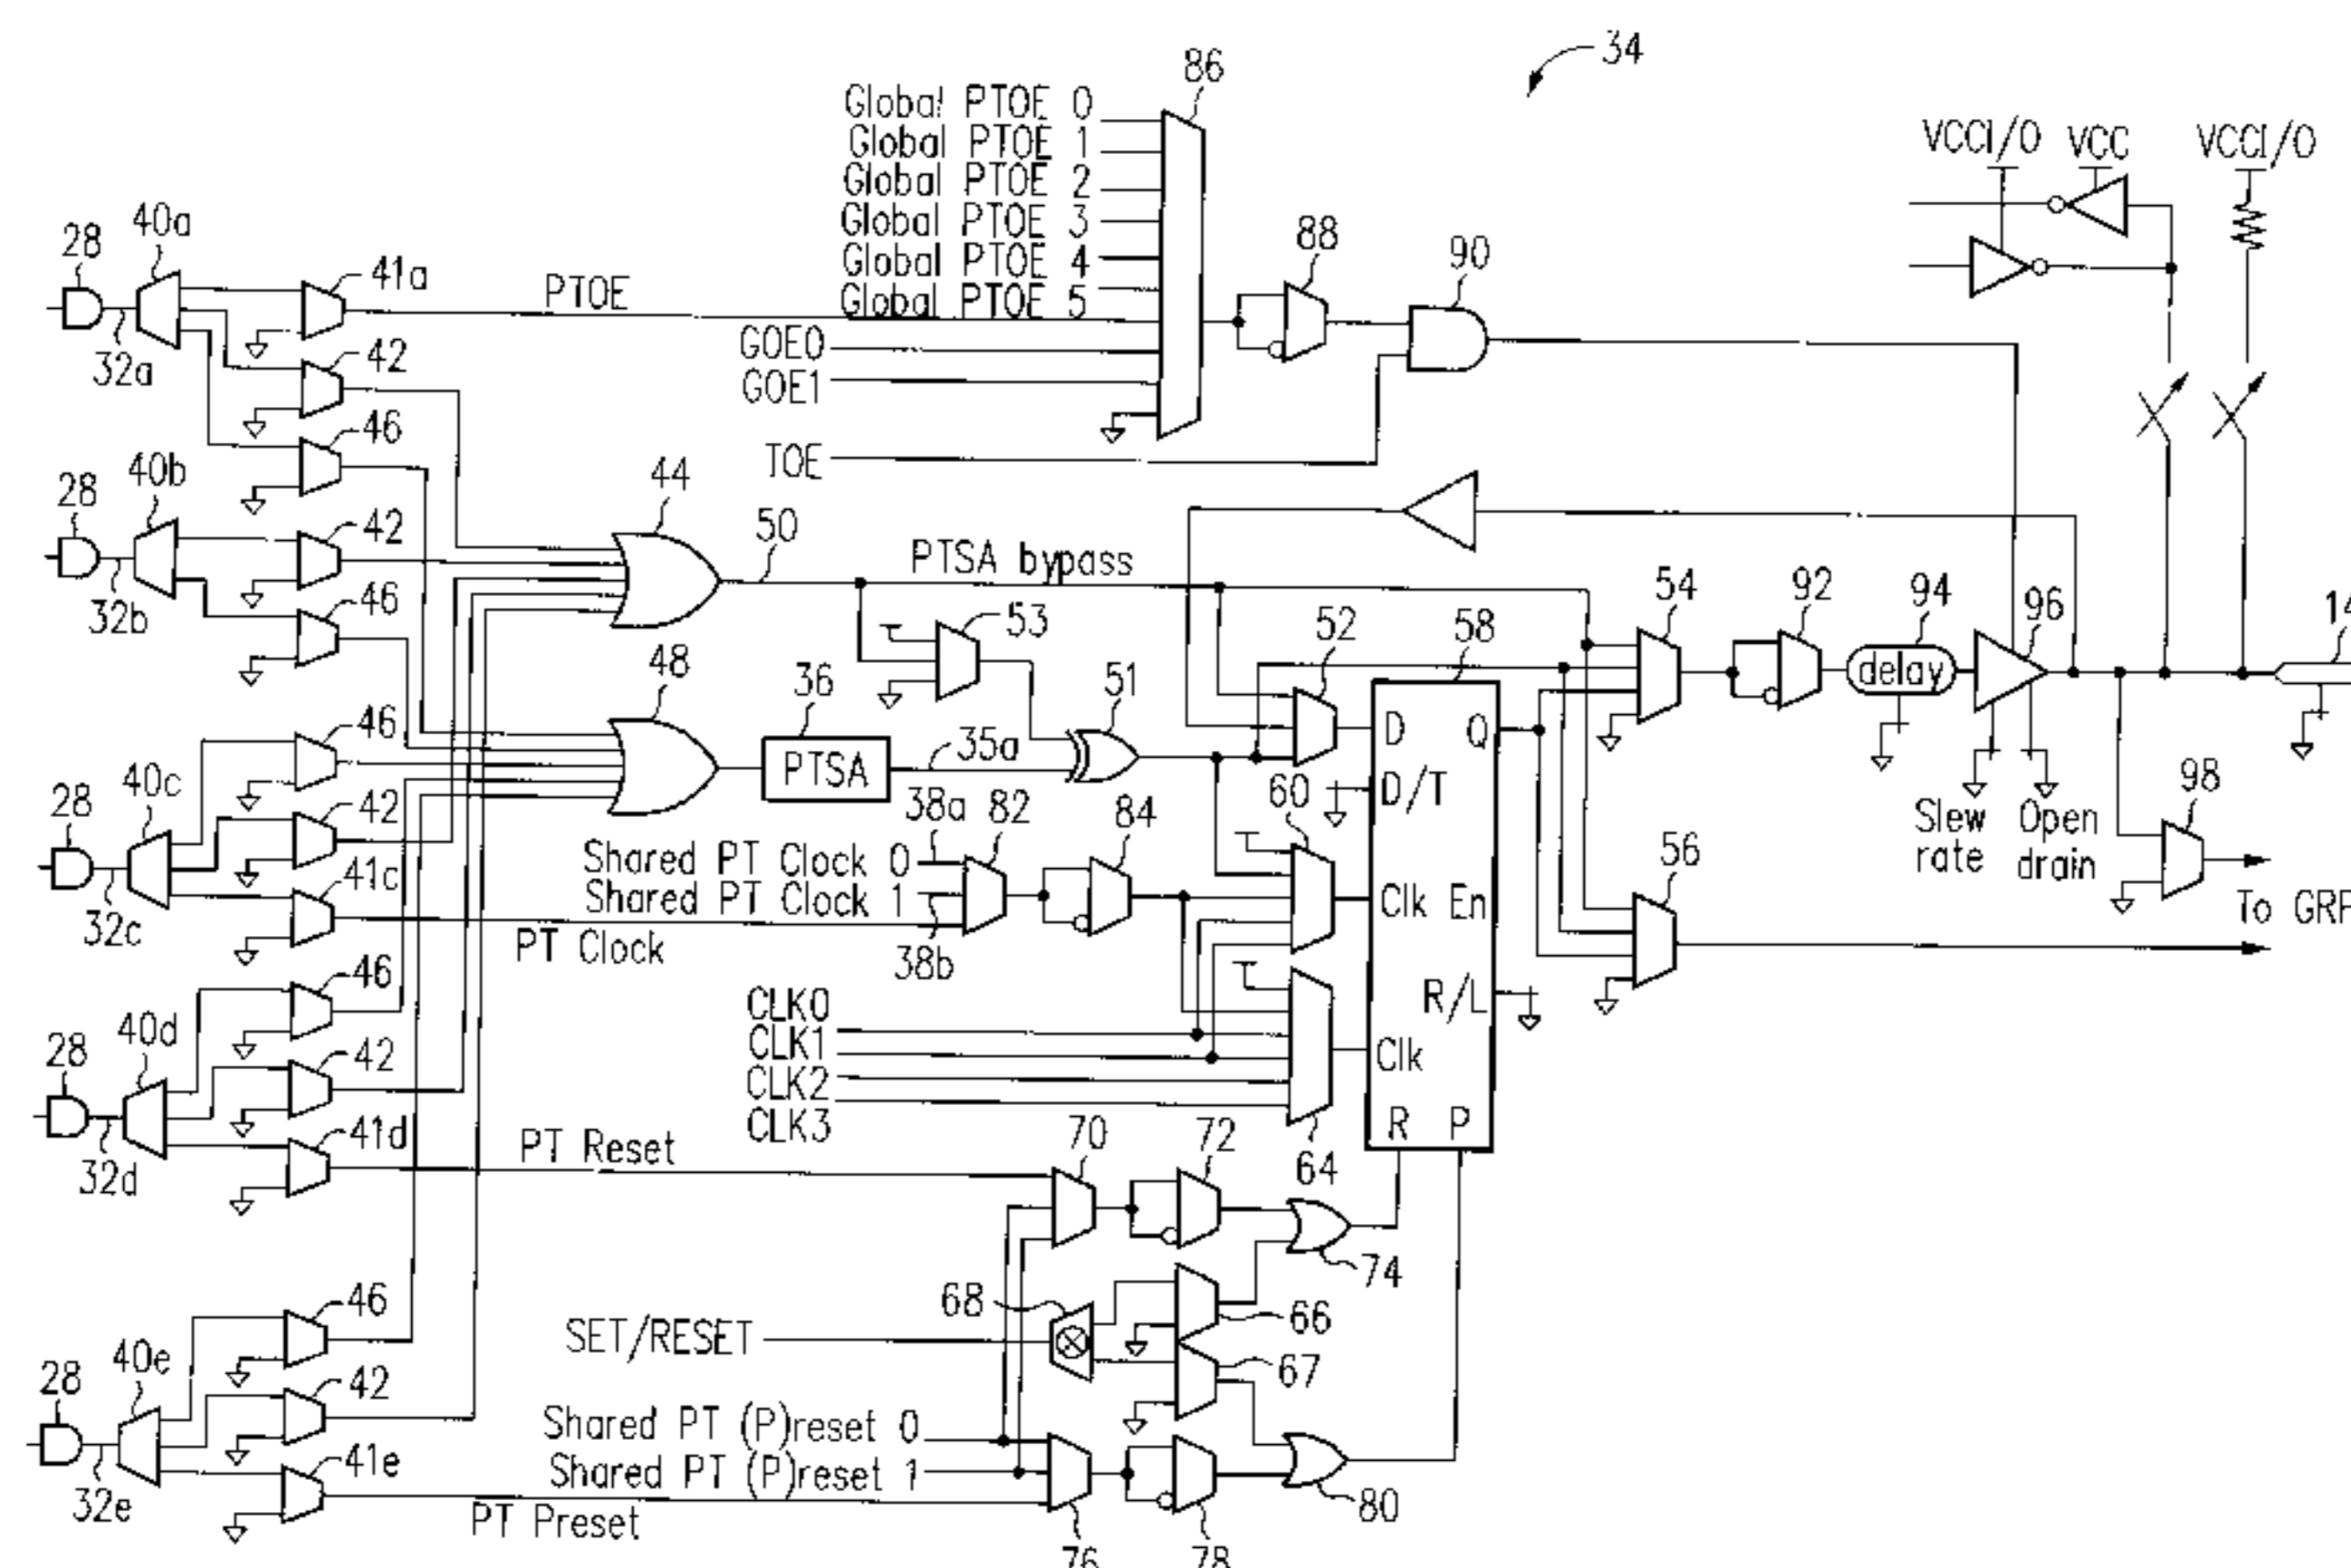 34
86
Global PTOE 0
Global PTOE 1
Global PTOE 2
Global PTOE 3
Global PTOE 4
Global PTOE 5
VCCI/O
VCC
VCCI/O
28
40a
41a
PTOE
88
90
32a
42
GOE0
GOE1
46
TOE
28
40b
44
50
42
32b
46
PTSA bypass
53
52
58
54
92
94
96
14
delay
48
36
51
PTSA
35a
D
Q
D/T
60
46
28
40c
42
41c
32c
38a
82
84
Shared PT Clock 0
Shared PT Clock 1
38b
PT Clock
Clk
En
56
Slew rate
Open drain
98
To GRP
R/L
46
28
40d
42
41d
32d
CLK0
CLK1
CLK2
CLK3
Clk
R
P
64
PT Reset
70
72
74
46
28
40e
42
41e
32e
68
66
67
SET/RESET
Shared PT (P)reset 0
Shared PT (P)reset 1
PT Preset
76
78
80